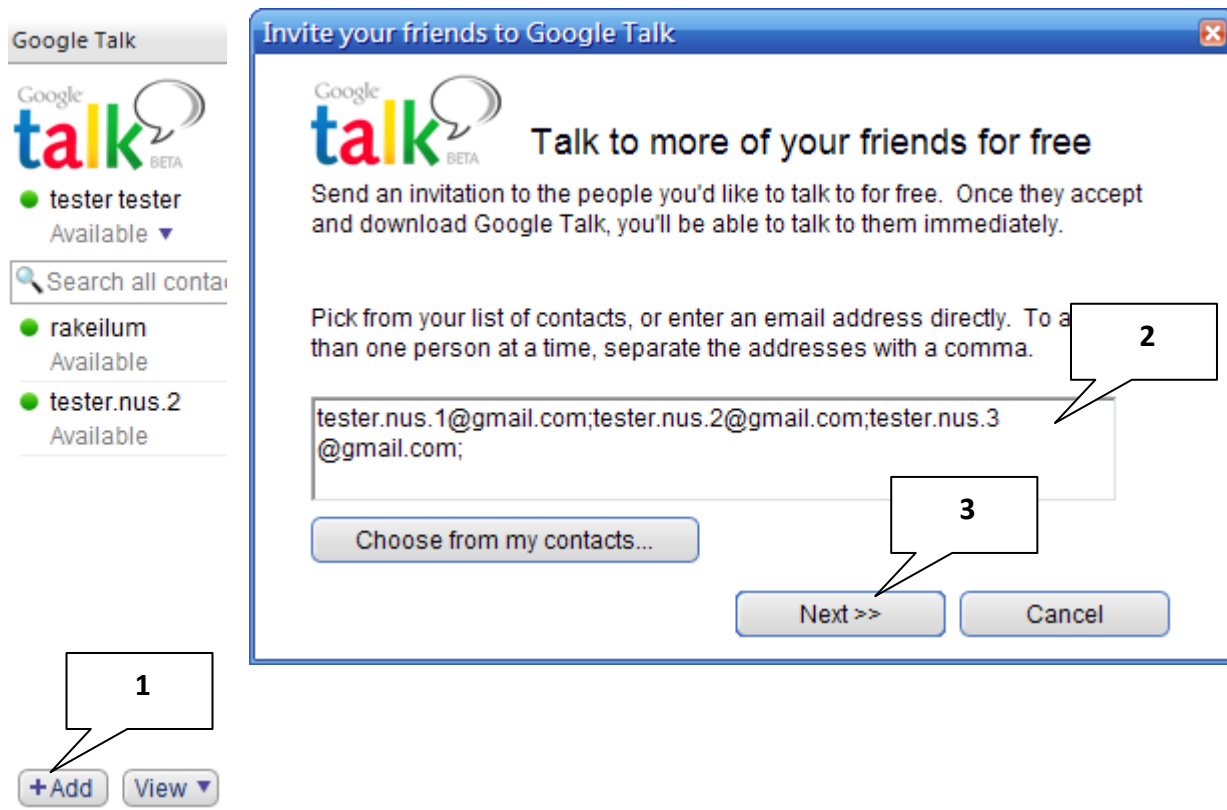 Google Talk
Google
talk
BETA
tester tester
Available
Search all conta
rakeilum
Available
tester.nus.2
Available
1
+Add
View
Invite your friends to Google Talk
Google
talk
BETA
Talk to more of your friends for free
Send an invitation to the people you'd like to talk to for free. Once they accept
and download Google Talk, you'll be able to talk to them immediately.
Pick from your list of contacts, or enter an email address directly. To a
than one person at a time, separate the addresses with a comma.
2
tester.nus.1@gmail.com;tester.nus.2@gmail.com;tester.nus.3
@gmail.com;
3
Choose from my contacts...
Next >>
Cancel